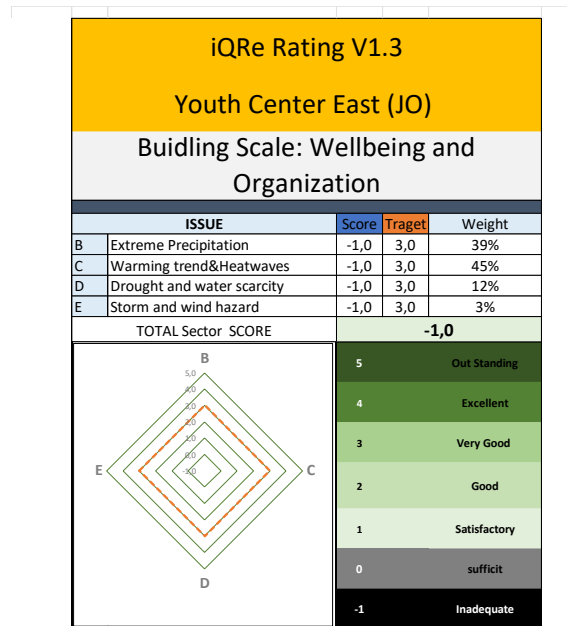 iQRe Rating V1.3
Youth Center East (JO)
Buidling Scale: Wellbeing and
Organization
ISSUE Score Traget Weight
B Extreme Precipitation -1,0 3,0 39%
C Warming trend&Heatwaves -1,0 3,0 45%
D Drought and water scarcity -1,0 3,0 12%
E Storm and wind hazard -1,0 3,0 3%
TOTAL Sector SCORE -1,0
B
5,0
4,0
3,0
2,0
1,0
0,0
-1,0
E
C
D
5 Out Standing
4 Excellent
3 Very Good
2 Good
1 Satisfactory
0 sufficit
-1 Inadequate